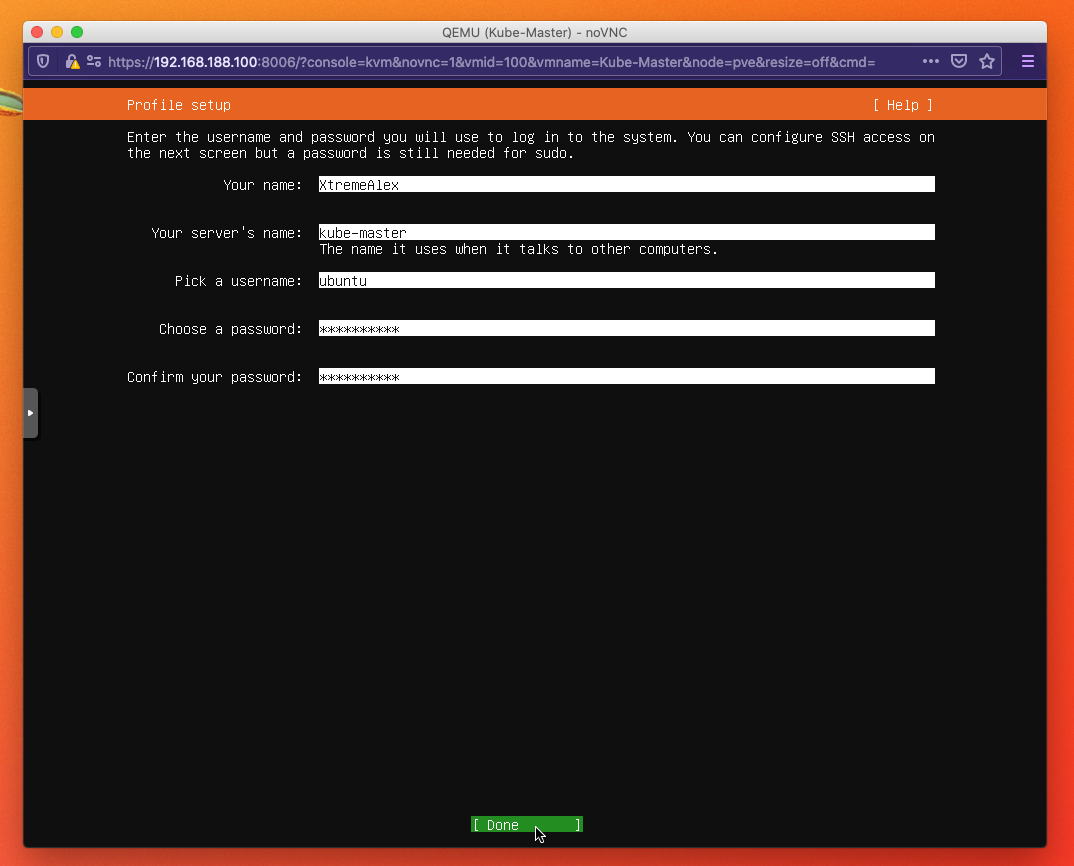 QEMU (Kube-Master) - noVNC
https://192.168.188.100:8006/?console=kvm&novnc=1&vmid=100&vmname=Kube-Master&node=pve&resize=off&cmd=
Profile setup [ Help ]
Enter the username and password you will use to log in to the system. You can configure SSH access on
the next screen but a password is still needed for sudo.
Your name: XtremeAlex
Your server's name: kube-master
The name it uses when it talks to other computers.
Pick a username: ubuntu
Choose a password: **********
Confirm your password: **********
[ Done ]